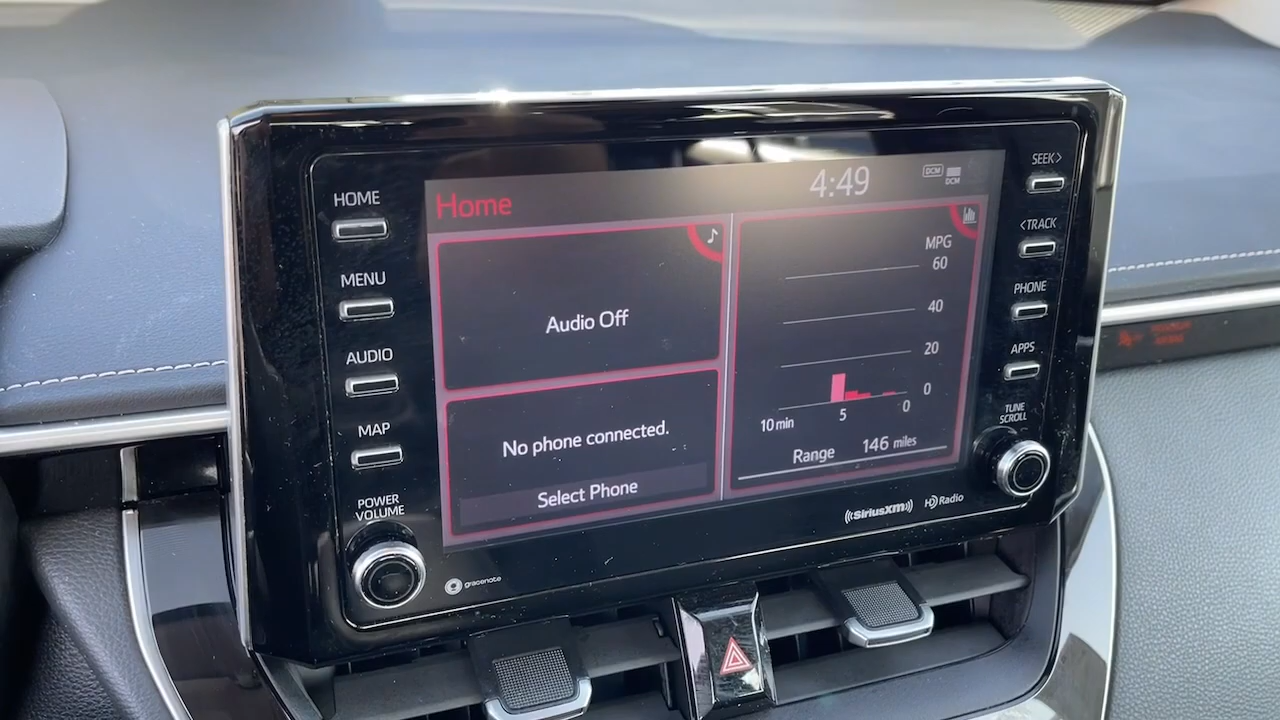 HOME
MENU
AUDIO
MAP
POWER
VOLUME
Home
4:49
DCM
DCM
Audio Off
No phone connected.
Select Phone
MPG
60
40
20
0
10 min
5
0
Range 146 miles
SEEK>
<TRACK
PHONE
APPS
TUNE
SCROLL
gracenote
SiriusXM
HD Radio